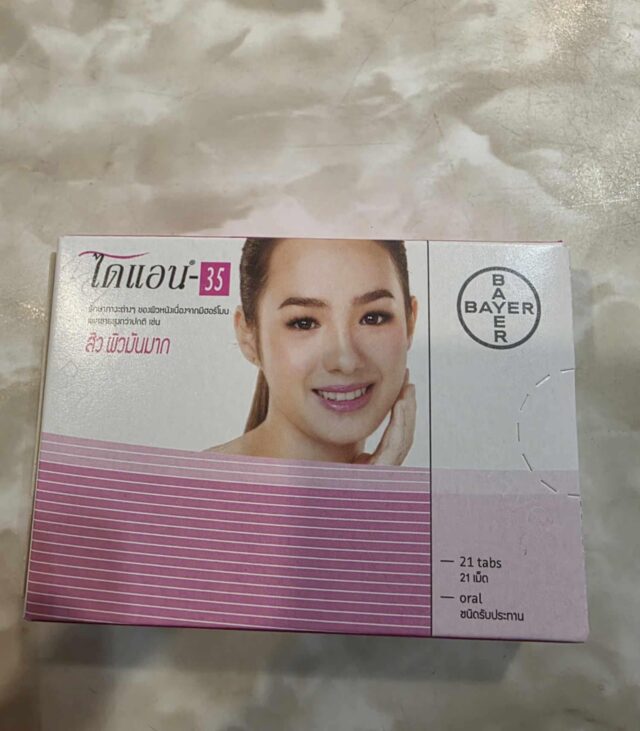 ไดแอน®-35
รักษาภาวะต่างๆ ของผิวหนังเนื่องจากมีฮอร์โมน
เพศชายสูงกว่าปกติ เช่น
สิว ผิวมันมาก
BAYER
BAYER
21 tabs
21 เม็ด
oral
ชนิดรับประทาน